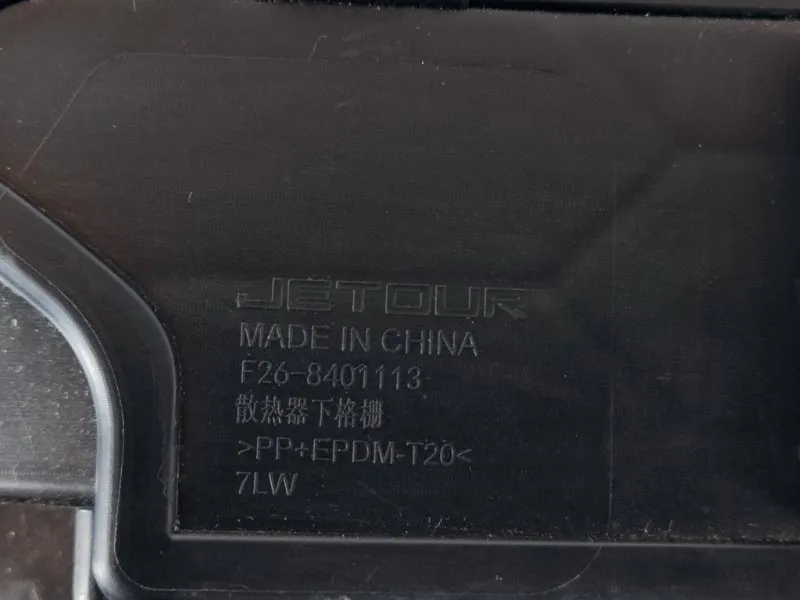 JETOUR
MADE IN CHINA
F26-8401113
散热器下格栅
>PP+EPDM-T20<
7LW